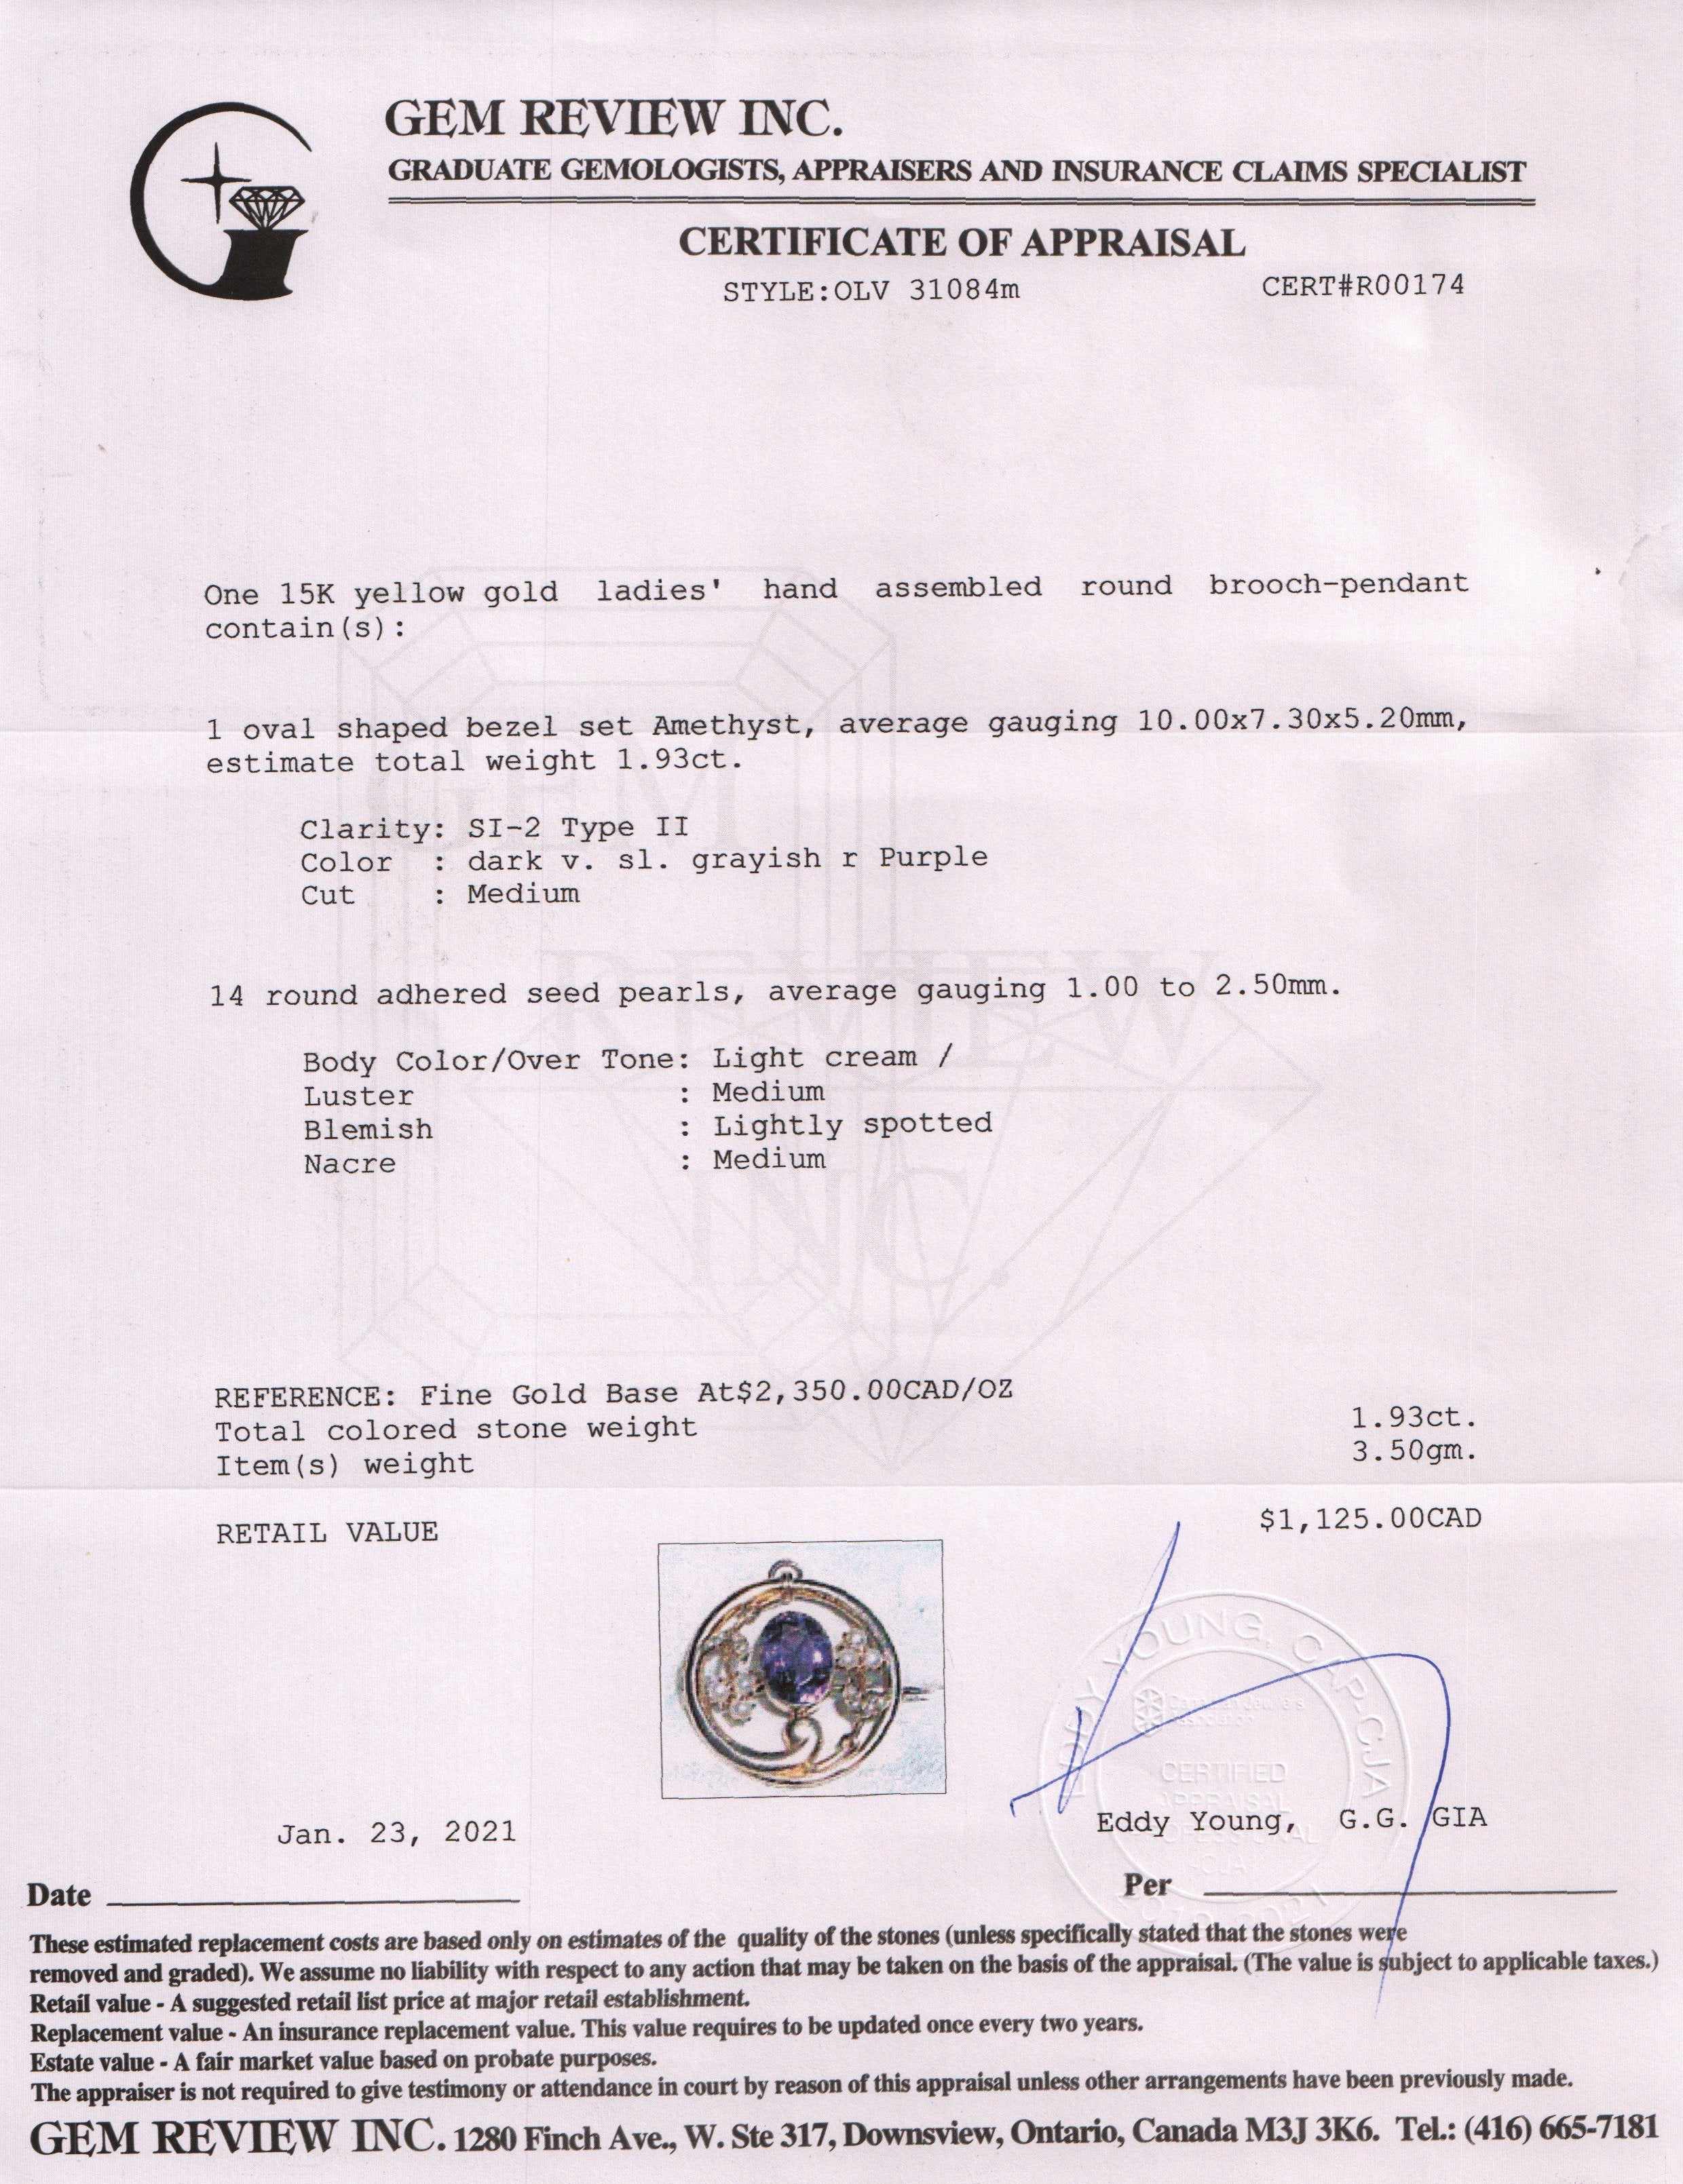 GEM REVIEW INC.
GRADUATE GEMOLOGISTS, APPRAISERS AND INSURANCE CLAIMS SPECIALIST
CERTIFICATE OF APPRAISAL
STYLE:OLV 31084m CERT#R00174
One 15K yellow gold ladies' hand assembled round brooch-pendant
contain(s):
1 oval shaped bezel set Amethyst, average gauging 10.00x7.30x5.20mm,
estimate total weight 1.93ct.
Clarity: SI-2 Type II
Color : dark v. sl. grayish r Purple
Cut : Medium
14 round adhered seed pearls, average gauging 1.00 to 2.50mm.
Body Color/Over Tone: Light cream /
Luster : Medium
Blemish : Lightly spotted
Nacre : Medium
GEM
REVIEW
INC.
REFERENCE: Fine Gold Base At$2,350.00CAD/OZ
Total colored stone weight 1.93ct.
Item(s) weight 3.50gm.
RETAIL VALUE $1,125.00CAD
EDDY YOUNG, CAP-CJA
CERTIFIED
APPRAISAL
PROFESSIONAL
Jan. 23, 2021
Eddy Young, G.G. GIA
Date
Per
These estimated replacement costs are based only on estimates of the quality of the stones (unless specifically stated that the stones were
removed and graded). We assume no liability with respect to any action that may be taken on the basis of the appraisal. (The value is subject to applicable taxes.)
Retail value - A suggested retail list price at major retail establishment.
Replacement value - An insurance replacement value. This value requires to be updated once every two years.
Estate value - A fair market value based on probate purposes.
The appraiser is not required to give testimony or attendance in court by reason of this appraisal unless other arrangements have been previously made.
GEM REVIEW INC. 1280 Finch Ave., W. Ste 317, Downsview, Ontario, Canada M3J 3K6. Tel.: (416) 665-7181